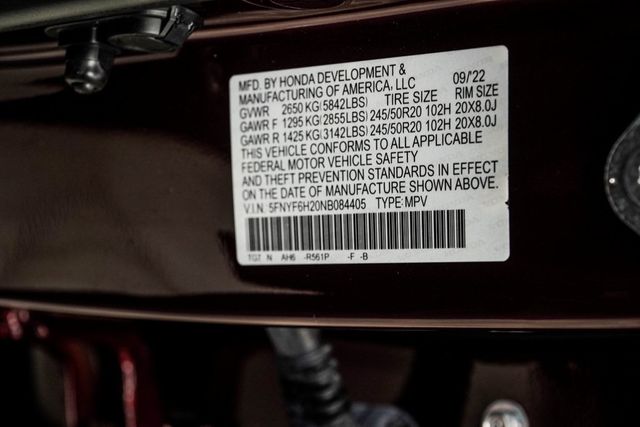 MFD. BY HONDA DEVELOPMENT &
MANUFACTURING OF AMERICA, LLC 09/'22
GVWR 2650 KG(5842LBS) TIRE SIZE RIM SIZE
GAWR F 1295 KG(2855LBS) 245/50R20 102H 20X8.0J
GAWR R 1425 KG(3142LBS) 245/50R20 102H 20X8.0J
THIS VEHICLE CONFORMS TO ALL APPLICABLE
FEDERAL MOTOR VEHICLE SAFETY
AND THEFT PREVENTION STANDARDS IN EFFECT
ON THE DATE OF MANUFACTURE SHOWN ABOVE.
V.I.N. 5FNYF6H20NB084405 TYPE:MPV
TG7 N AH6 -R561P -F -B